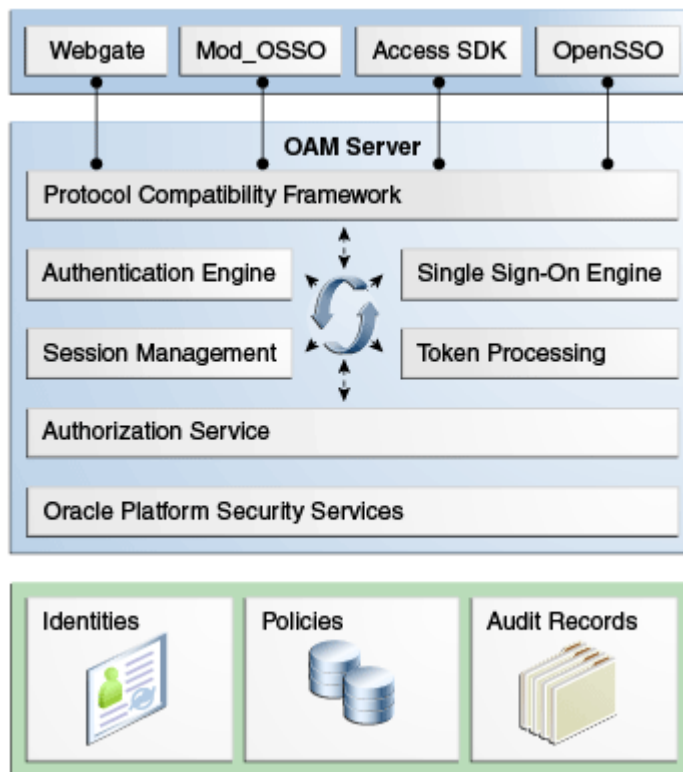 Webgate
Mod_OSSO
Access SDK
OpenSSO
OAM Server
Protocol Compatibility Framework
Authentication Engine
Single Sign-On Engine
Session Management
Token Processing
Authorization Service
Oracle Platform Security Services
Identities
Policies
Audit Records